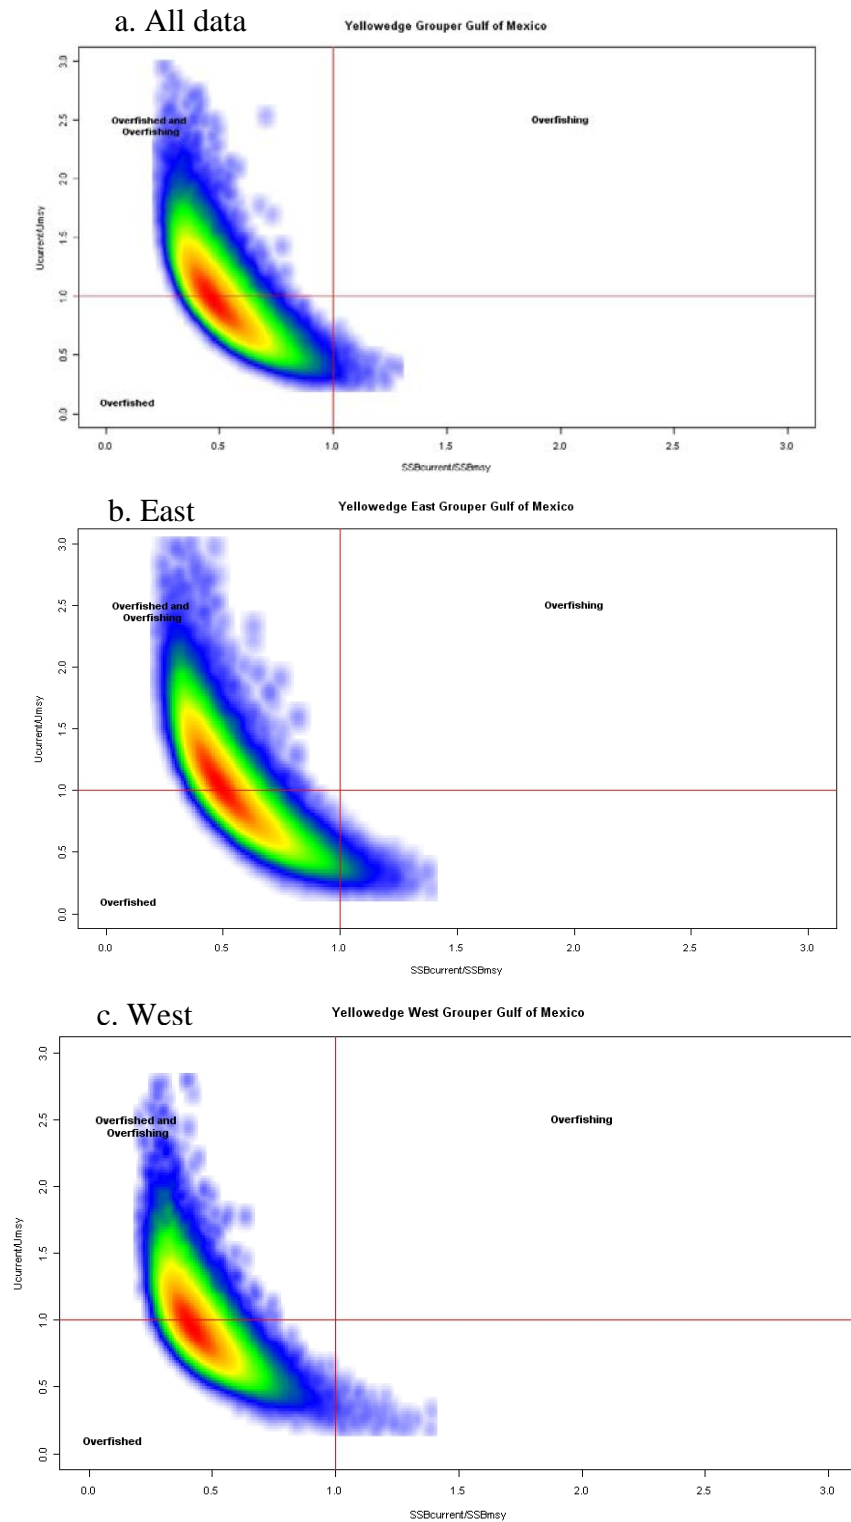 a. All data
Yellowedge Grouper Gulf of Mexico
3.0
Overfished and
Overfishing
Overfishing
2.5
2.0
1.5
Ucurrent/Umsy
1.0
0.5
Overfished
0.0
0.0 0.5 1.0 1.5 2.0 2.5 3.0
SSBcurrent/SSBmsy
b. East
Yellowedge East Grouper Gulf of Mexico
3.0
Overfished and
Overfishing
Overfishing
2.5
2.0
1.5
Ucurrent/Umsy
1.0
0.5
Overfished
0.0
0.0 0.5 1.0 1.5 2.0 2.5 3.0
SSBcurrent/SSBmsy
c. West
Yellowedge West Grouper Gulf of Mexico
3.0
Overfished and
Overfishing
Overfishing
2.5
2.0
1.5
Ucurrent/Umsy
1.0
0.5
Overfished
0.0
0.0 0.5 1.0 1.5 2.0 2.5 3.0
SSBcurrent/SSBmsy